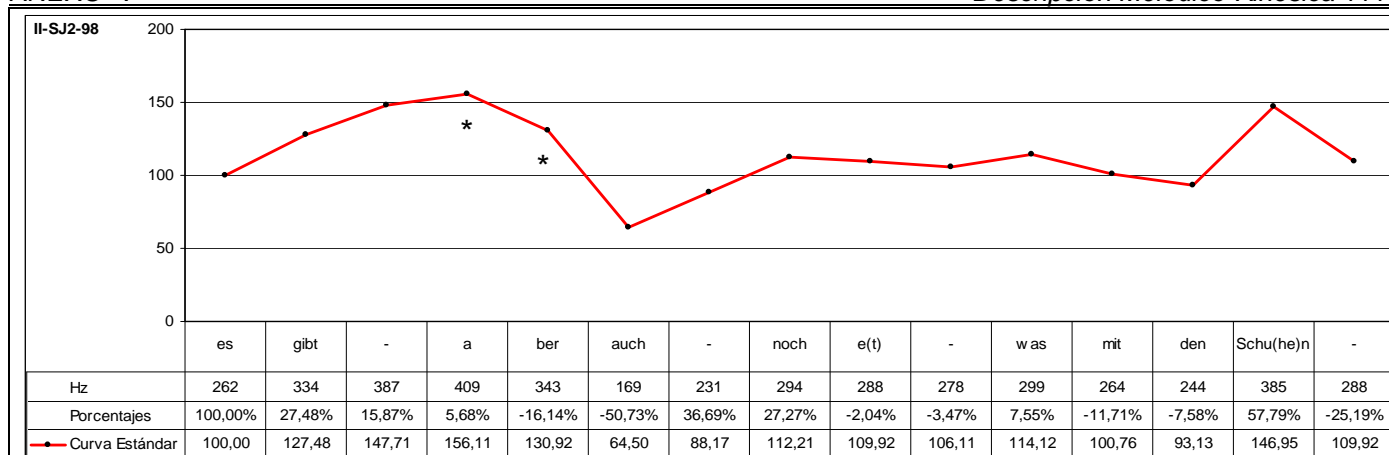 II-SJ2-98
200
150
*
*
100
50
0
es gibt - a ber auch - noch e(t) - was mit den Schu(he)n -
Hz 262 334 387 409 343 169 231 294 288 278 299 264 244 385 288
Porcentajes 100,00% 27,48% 15,87% 5,68% -16,14% -50,73% 36,69% 27,27% -2,04% -3,47% 7,55% -11,71% -7,58% 57,79% -25,19%
Curva Estándar 100,00 127,48 147,71 156,11 130,92 64,50 88,17 112,21 109,92 106,11 114,12 100,76 93,13 146,95 109,92